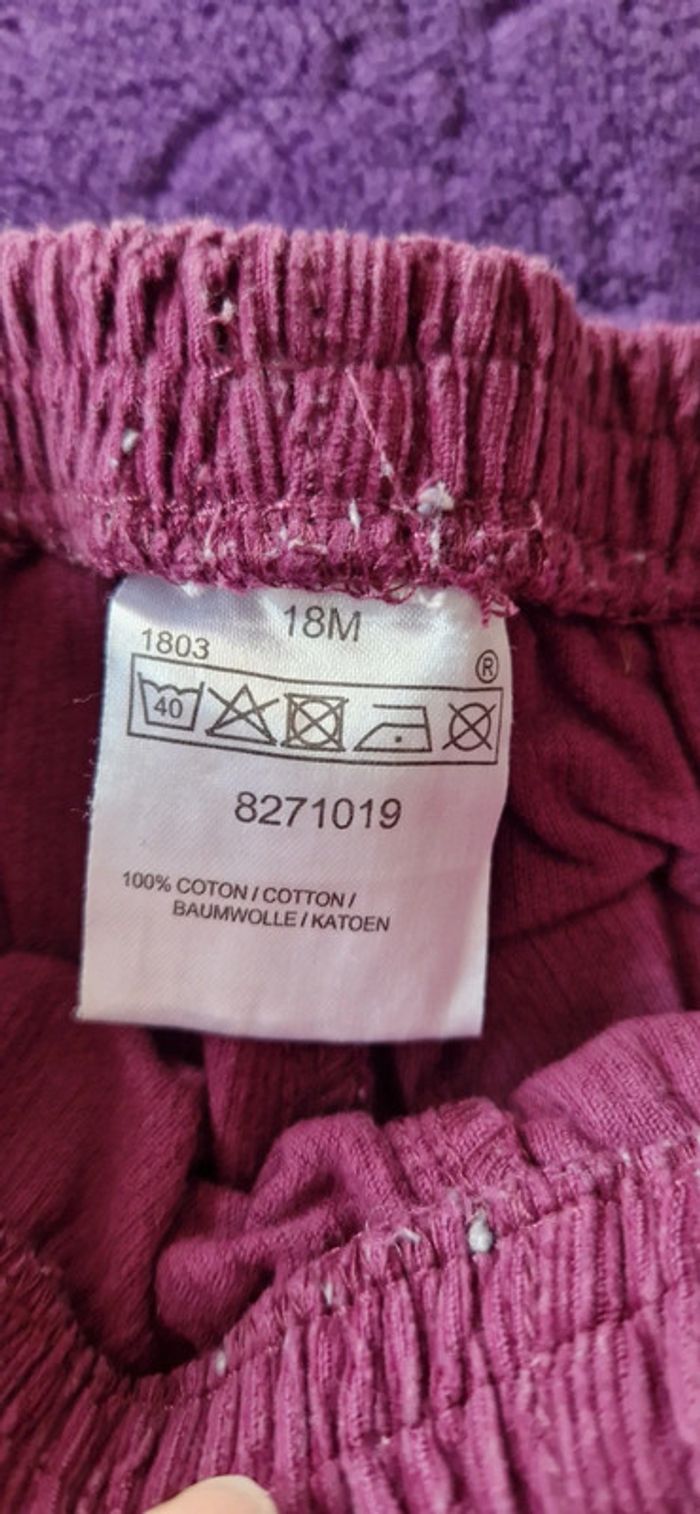 18M
1803
®
40
8271019
100% COTON / COTTON /
BAUMWOLLE / KATOEN